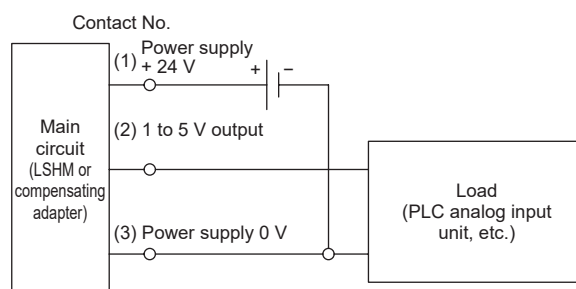 Contact No.
(1) Power supply
+ 24 V
+ −
Main
circuit
(LSHM or
compensating
adapter)
(2) 1 to 5 V output
Load
(PLC analog input
unit, etc.)
(3) Power supply 0 V